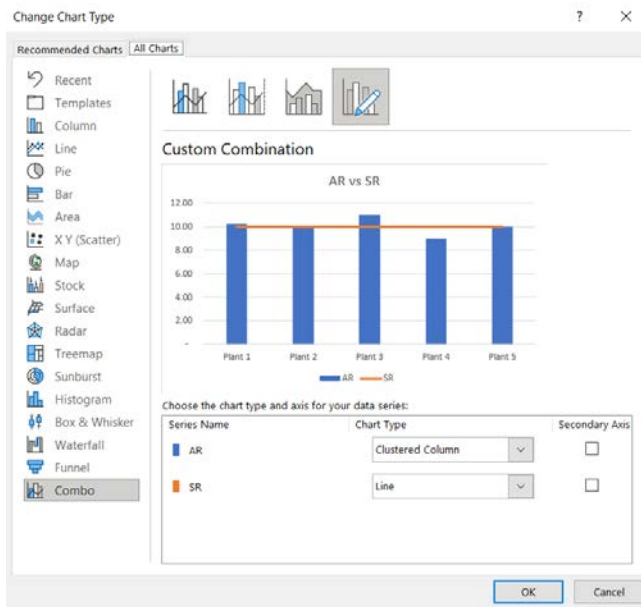 Change Chart Type
?
Recommended Charts
All Charts
Recent
Templates
Column
Line
Pie
Bar
Area
X Y (Scatter)
Map
Stock
Surface
Radar
Treemap
Sunburst
Histogram
Box & Whisker
Waterfall
Funnel
Combo
Custom Combination
AR vs SR
12.00
10.00
8.00
6.00
4.00
2.00
-
Plant 1 Plant 2 Plant 3 Plant 4 Plant 5
AR SR
Choose the chart type and axis for your data series:
Series Name Chart Type Secondary Axis
AR Clustered Column
SR Line
OK Cancel